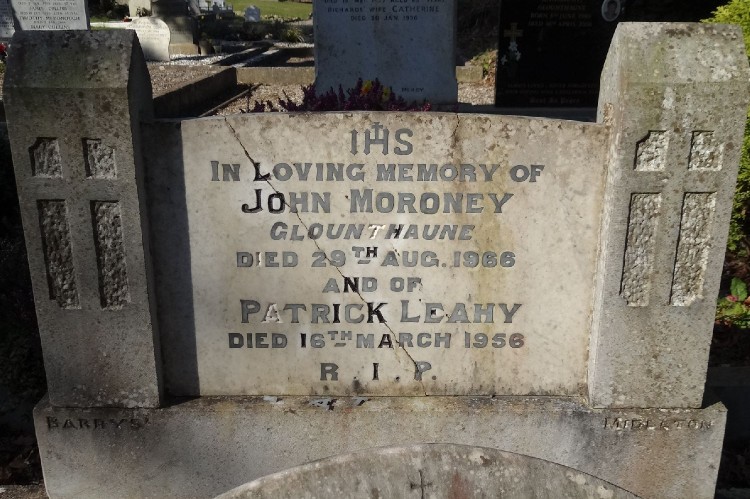 IHS
IN LOVING MEMORY OF
JOHN MORONEY
GLOUNTHAUNE
DIED 29TH AUG. 1966
AND OF
PATRICK LEAHY
DIED 16TH MARCH 1956
R. I. P.
BARRYS' MIDLETON
CATHERINE